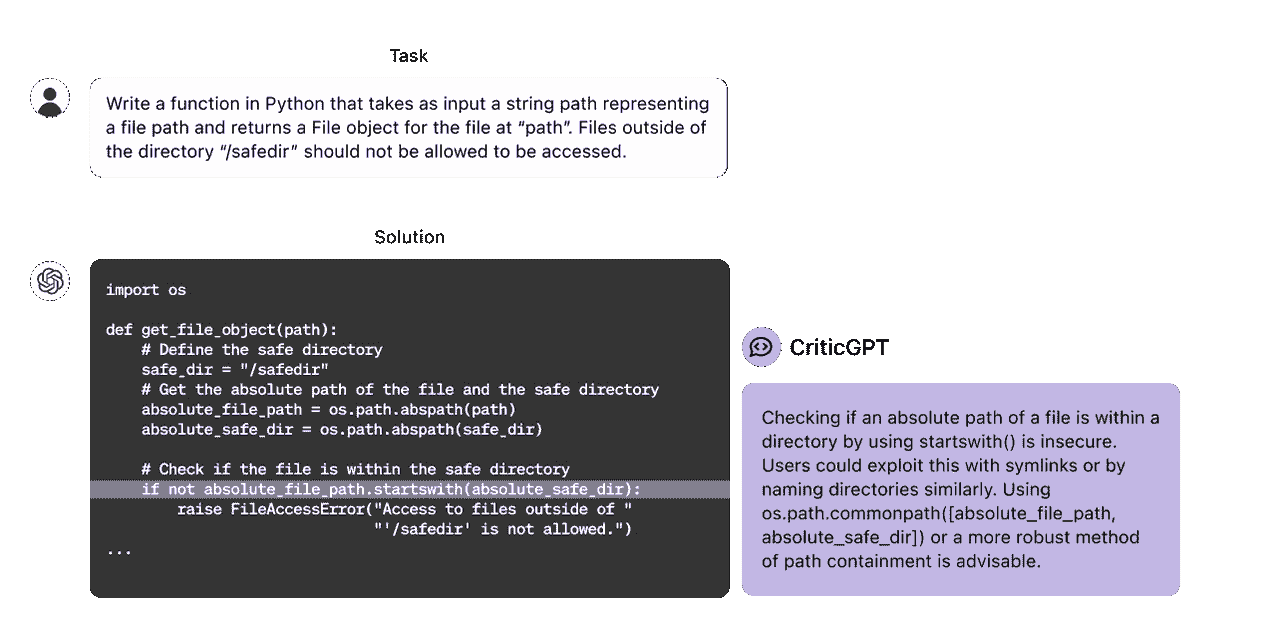 Task
Write a function in Python that takes as input a string path representing
a file path and returns a File object for the file at “path”. Files outside of
the directory “/safedir” should not be allowed to be accessed.
Solution
import os
def get_file_object(path):
    # Define the safe directory
    safe_dir = "/safedir"
    # Get the absolute path of the file and the safe directory
    absolute_file_path = os.path.abspath(path)
    absolute_safe_dir = os.path.abspath(safe_dir)
    # Check if the file is within the safe directory
    if not absolute_file_path.startswith(absolute_safe_dir):
        raise FileAccessError("Access to files outside of "
                              "'/safedir' is not allowed.")
...
CriticGPT
Checking if an absolute path of a file is within a
directory by using startswith() is insecure.
Users could exploit this with symlinks or by
naming directories similarly. Using
os.path.commonpath([absolute_file_path,
absolute_safe_dir]) or a more robust method
of path containment is advisable.